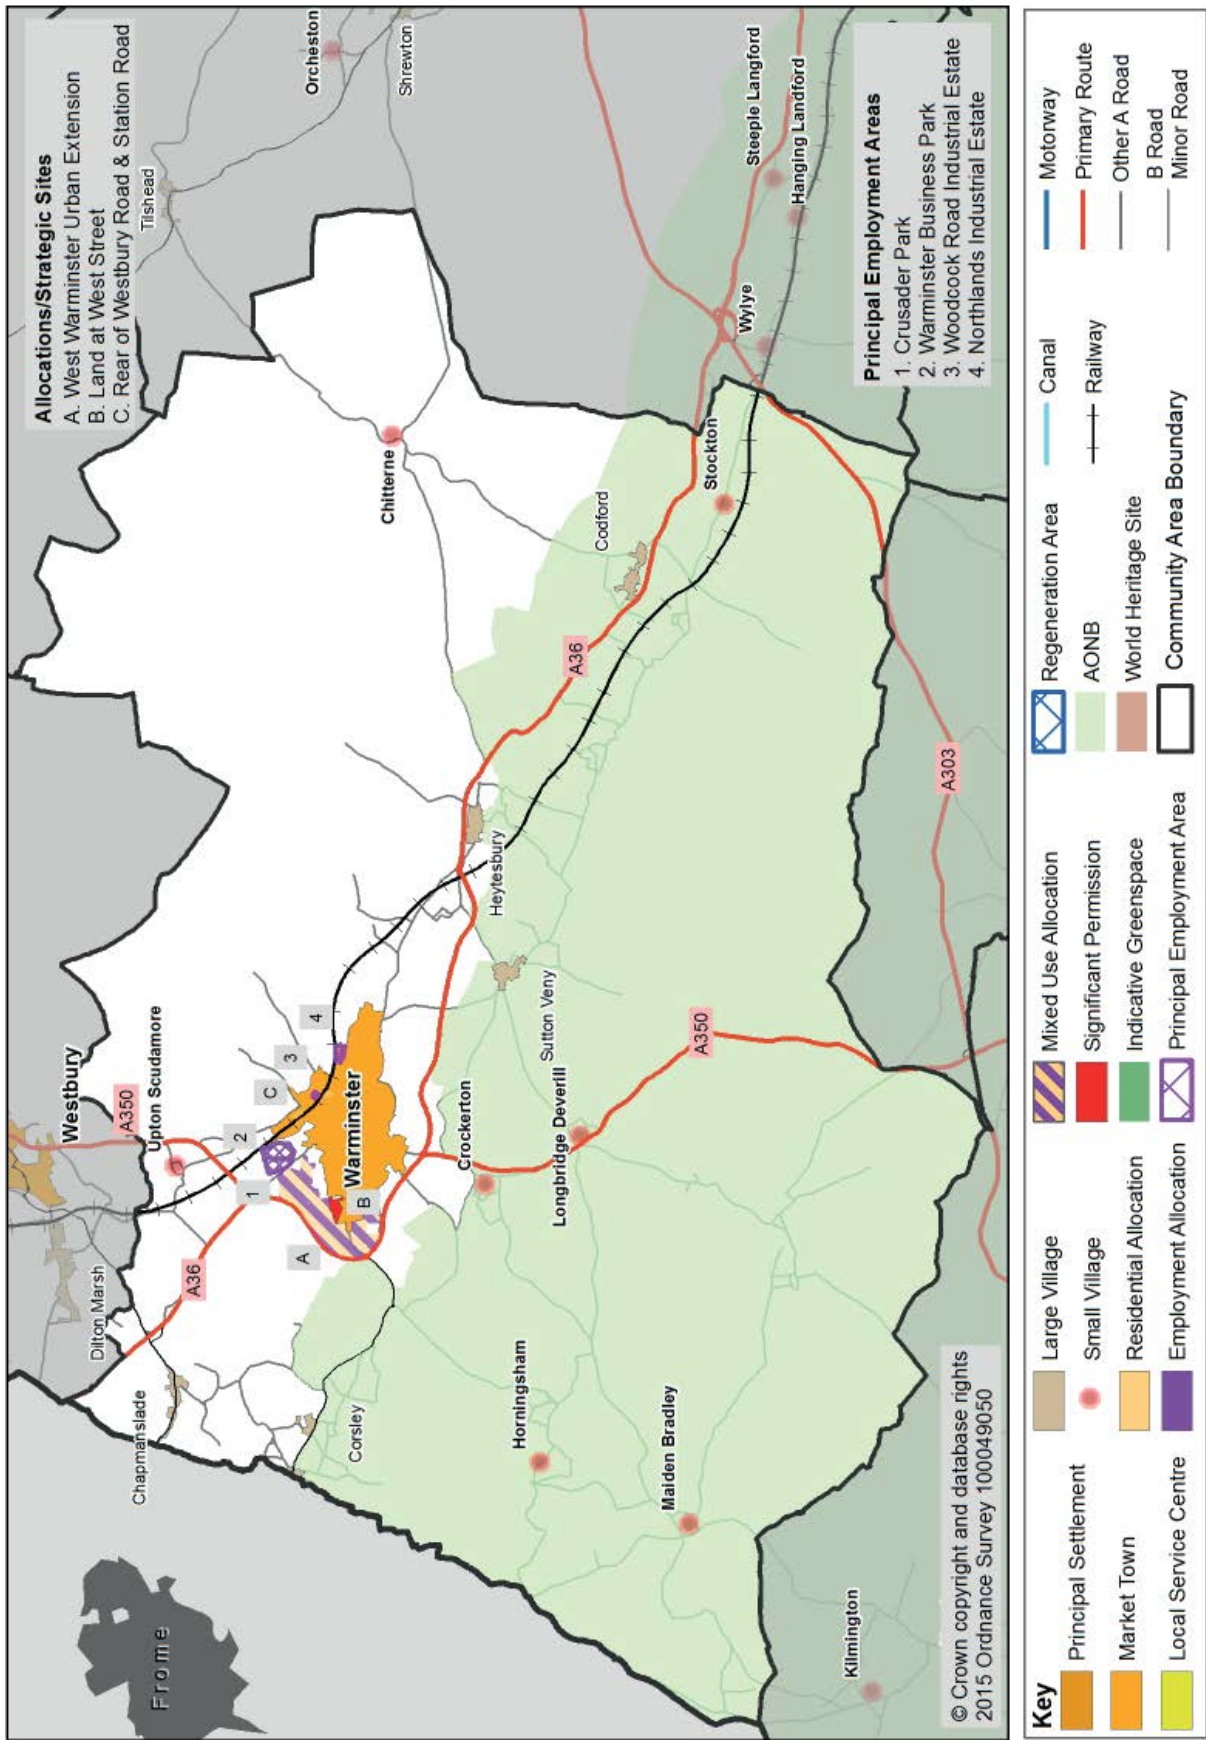 Allocations/Strategic Sites
A. West Warminster Urban Extension
B. Land at West Street
C. Rear of Westbury Road & Station Road
Orcheston
Shrewton
Tilshead
Westbury
A350
Upton Scudamore
Dilton Marsh
A36
Chapmanslade
Frome
1
2
C
3
4
A
B
Warminster
Chitterne
Corsley
Crockerton
Heytesbury
Sutton Veny
Longbridge Deverill
Horningsham
Maiden Bradley
Kilmington
A350
A36
Codford
Stockton
Wylye
Steeple Langford
Hanging Landford
A303
Principal Employment Areas
1. Crusader Park
2. Warminster Business Park
3. Woodcock Road Industrial Estate
4. Northlands Industrial Estate
© Crown copyright and database rights
2015 Ordnance Survey 100049050
Key
Principal Settlement
Market Town
Local Service Centre
Large Village
Small Village
Residential Allocation
Employment Allocation
Mixed Use Allocation
Significant Permission
Indicative Greenspace
Principal Employment Area
Regeneration Area
AONB
World Heritage Site
Community Area Boundary
Canal
Railway
Motorway
Primary Route
Other A Road
B Road
Minor Road